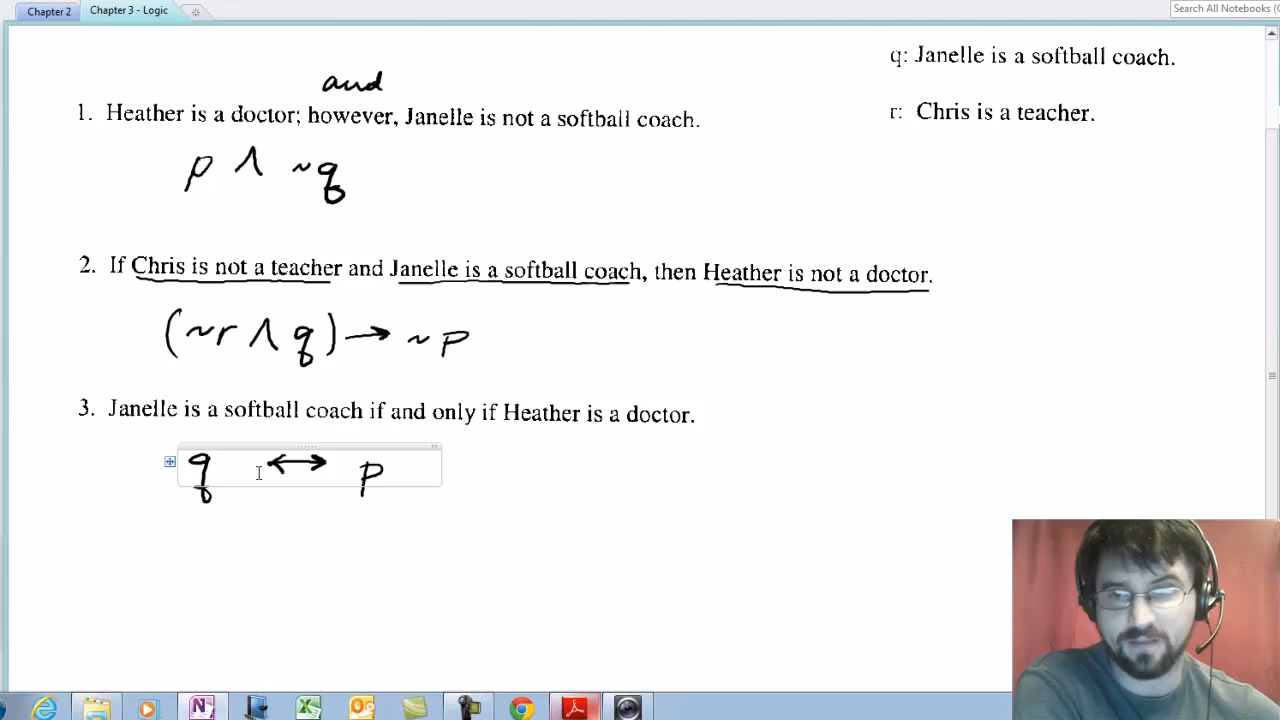 Chapter 2 Chapter 3 - Logic
Search All Notebooks (C
q: Janelle is a softball coach.
and
1. Heather is a doctor; however, Janelle is not a softball coach.
r: Chris is a teacher.
p ∧ ~q
2. If Chris is not a teacher and Janelle is a softball coach, then Heather is not a doctor.
(~r ∧ q) → ~p
3. Janelle is a softball coach if and only if Heather is a doctor.
q ↔ p